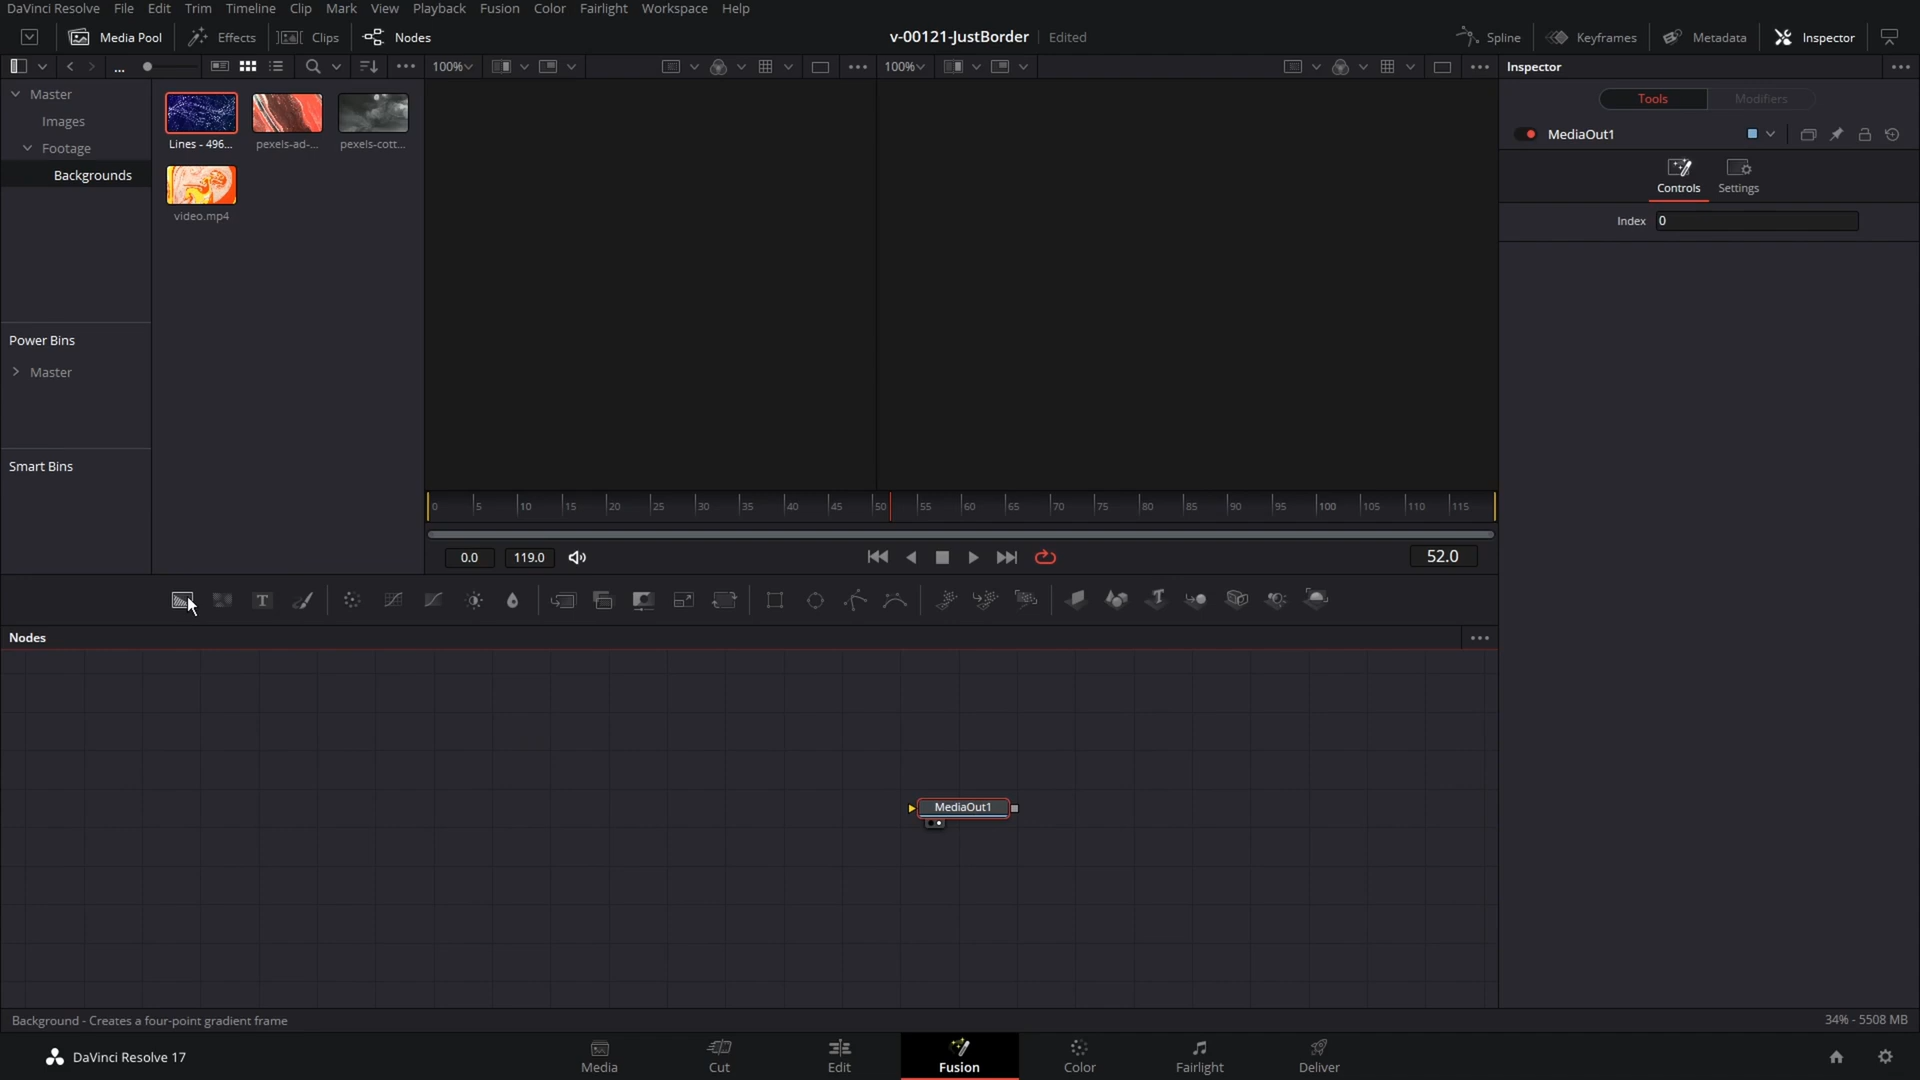 DaVinci Resolve File Edit Trim Timeline Clip Mark View Playback Fusion Color Fairlight Workspace Help
Media Pool Effects Clips Nodes v-00121-JustBorder Edited Spline Keyframes Metadata Inspector
... 100% 100% Inspector
Master
Images
Footage
Backgrounds
Lines - 496... pexels-ad-... pexels-cott...
video.mp4
Power Bins
Master
Smart Bins
Tools Modifiers
MediaOut1
Controls Settings
Index 0
0 5 10 15 20 25 30 35 40 45 50 55 60 65 70 75 80 85 90 95 100 105 110 115
0.0 119.0 52.0
T
Nodes
MediaOut1
Background - Creates a four-point gradient frame 34% - 5508 MB
DaVinci Resolve 17 Media Cut Edit Fusion Color Fairlight Deliver